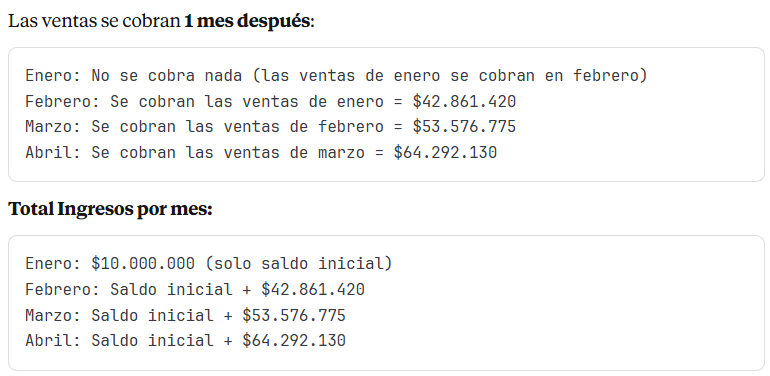 Las ventas se cobran 1 mes después:
Enero: No se cobra nada (las ventas de enero se cobran en febrero)
Febrero: Se cobran las ventas de enero = $42.861.420
Marzo: Se cobran las ventas de febrero = $53.576.775
Abril: Se cobran las ventas de marzo = $64.292.130
Total Ingresos por mes:
Enero: $10.000.000 (solo saldo inicial)
Febrero: Saldo inicial + $42.861.420
Marzo: Saldo inicial + $53.576.775
Abril: Saldo inicial + $64.292.130